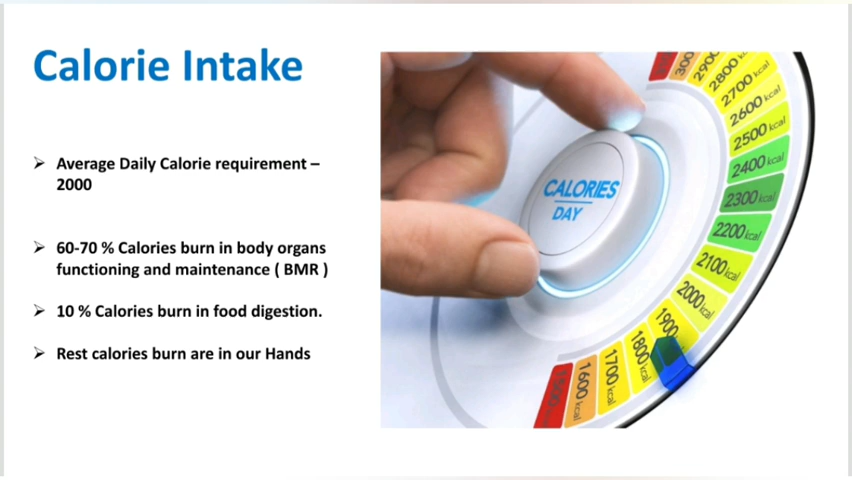 Calorie Intake
➢ Average Daily Calorie requirement –
2000
➢ 60-70 % Calories burn in body organs
functioning and maintenance ( BMR )
➢ 10 % Calories burn in food digestion.
➢ Rest calories burn are in our Hands
CALORIES
DAY
2800 kcal
2700 kcal
2600 kcal
2500 kcal
2400 kcal
2300 kcal
2200 kcal
2100 kcal
2000 kcal
1900
1800 kcal
1700 kcal
1600 kcal